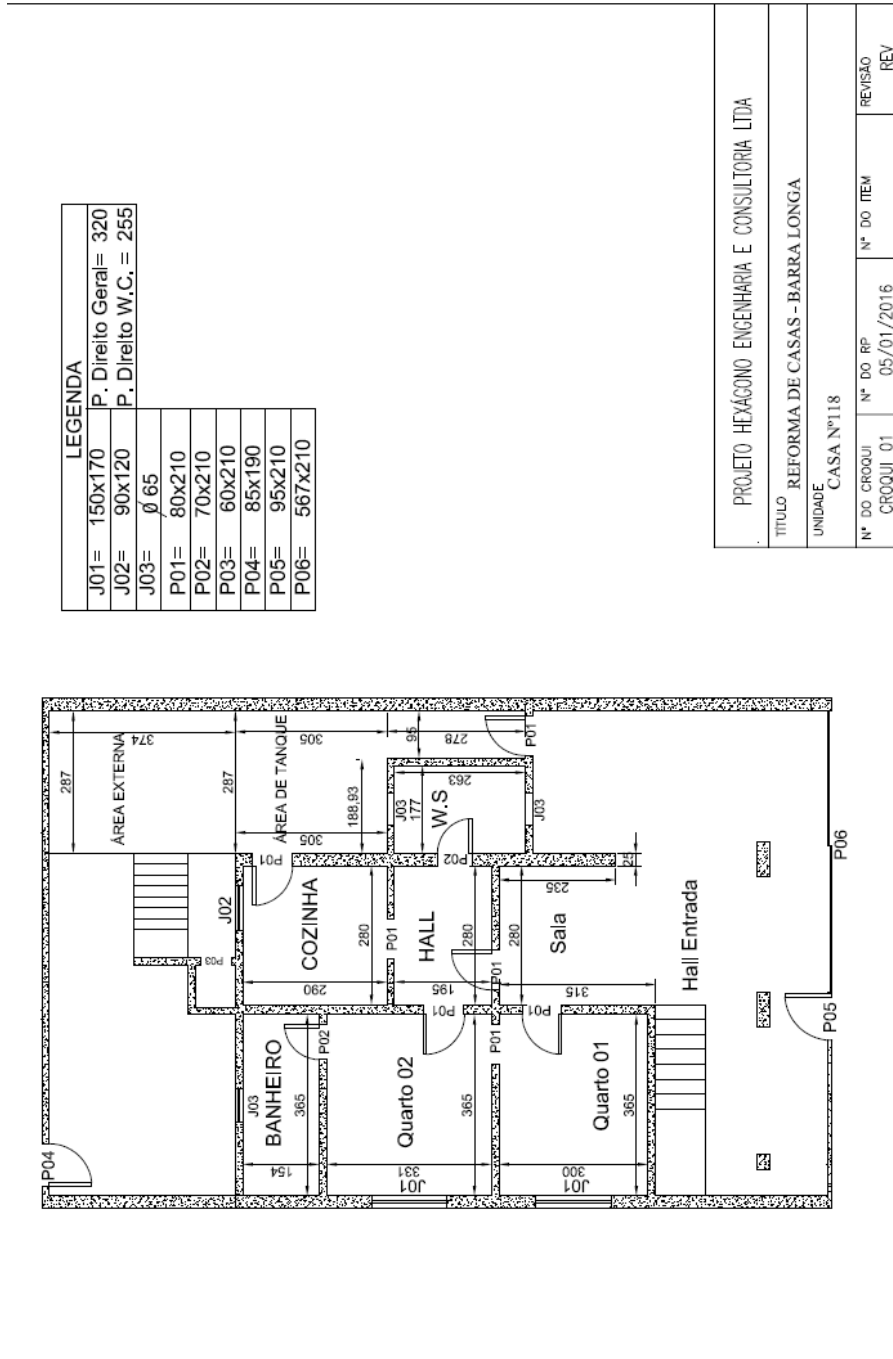 LEGENDA
J01= 150x170 P. Direito Geral= 320
J02= 90x120 P. Direito W.C. = 255
J03= Ø 65
P01= 80x210
P02= 70x210
P03= 60x210
P04= 85x190
P05= 95x210
P06= 567x210
PROJETO HEXÁGONO ENGENHARIA E CONSULTORIA LTDA
TÍTULO
REFORMA DE CASAS - BARRA LONGA
UNIDADE
CASA Nº118
Nº DO CROQUI Nº DO RP Nº DO ITEM REVISÃO
CROQUI 01 05/01/2016 REV
P04
287
374
ÁREA EXTERNA
287
P03
J02
J03
BANHEIRO
365
154
P02
COZINHA
280
290
P01
305
ÁREA DE TANQUE
305
188,93
95
278
P01
Quarto 02
365
331
J01
P01
P01
HALL
280
195
P01
P02
J03
177
W.S
263
J03
P01
P01
Quarto 01
365
300
J01
P01
280
Sala
235
315
25
Hall Entrada
P05
P06